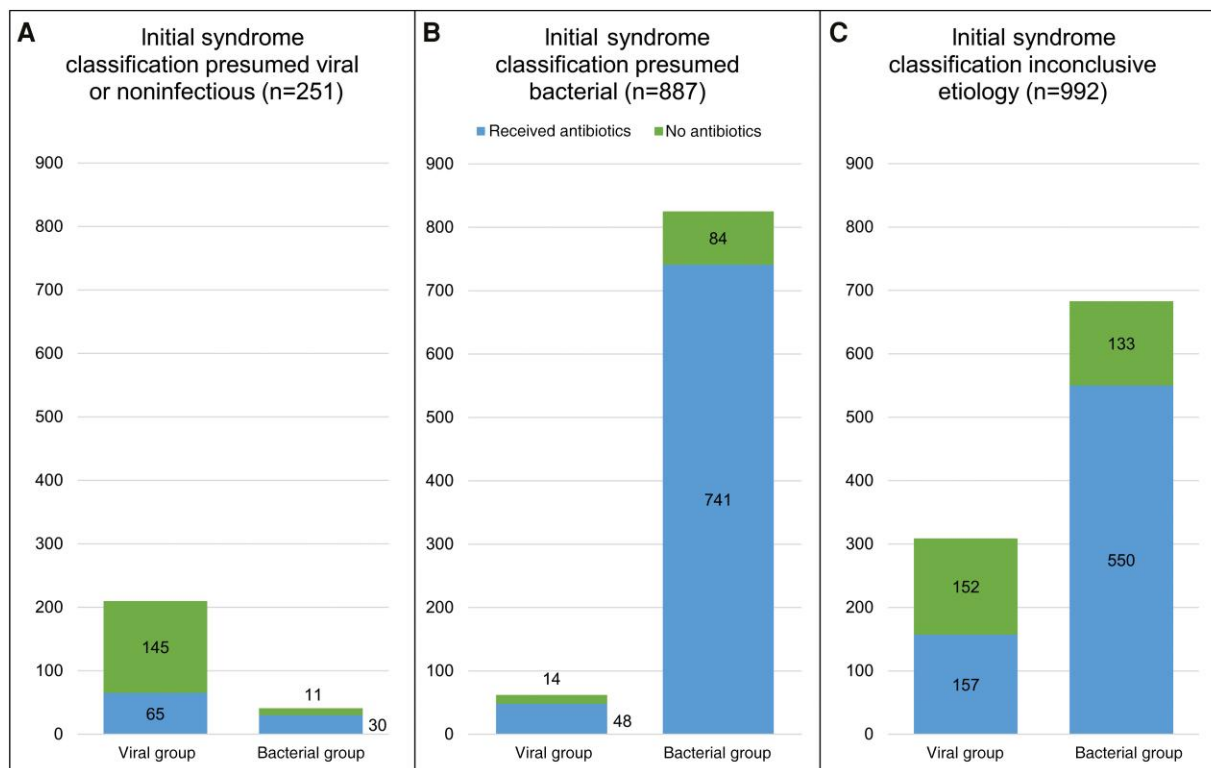 A
Initial syndrome
classification presumed viral
or noninfectious (n=251)
900
800
700
600
500
400
300
200
100
0
145
65
11
30
Viral group
Bacterial group
B
Initial syndrome
classification presumed
bacterial (n=887)
Received antibiotics
No antibiotics
900
800
700
600
500
400
300
200
100
0
14
48
84
741
Viral group
Bacterial group
C
Initial syndrome
classification inconclusive
etiology (n=992)
900
800
700
600
500
400
300
200
100
0
152
157
133
550
Viral group
Bacterial group